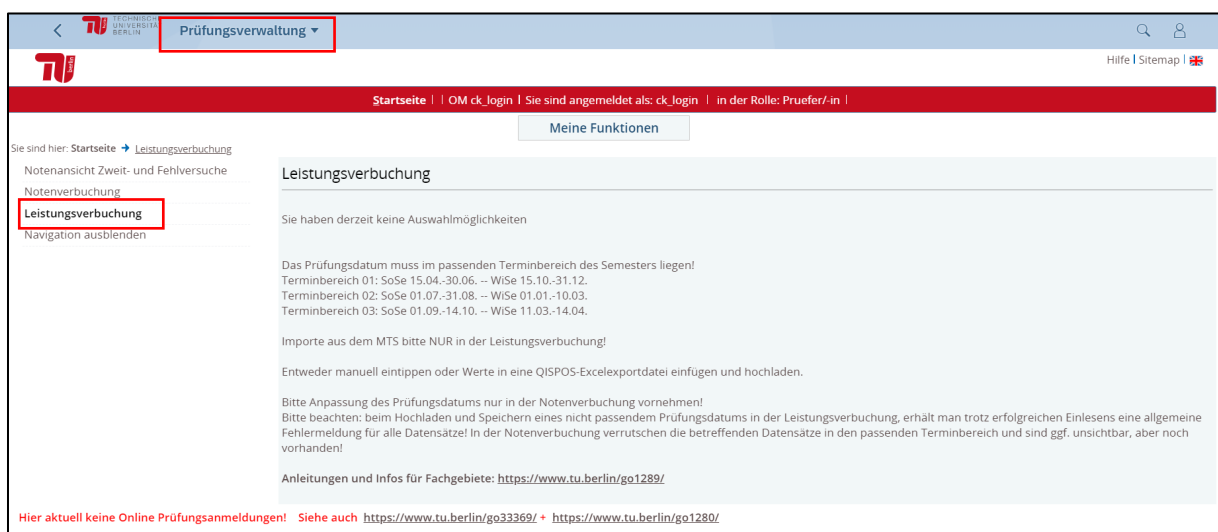 TECHNISCHE
UNIVERSITÄ
BERLIN
Prüfungsverwaltung
Hilfe | Sitemap |
Startseite | | OM ck_login | Sie sind angemeldet als: ck_login | in der Rolle: Pruefer/-in |
Meine Funktionen
Sie sind hier: Startseite → Leistungsverbuchung
Notenansicht Zweit- und Fehlversuche
Notenverbuchung
Leistungsverbuchung
Navigation ausblenden
Leistungsverbuchung
Sie haben derzeit keine Auswahlmöglichkeiten
Das Prüfungsdatum muss im passenden Terminbereich des Semesters liegen!
Terminbereich 01: SoSe 15.04.-30.06. -- WiSe 15.10.-31.12.
Terminbereich 02: SoSe 01.07.-31.08. -- WiSe 01.01.-10.03.
Terminbereich 03: SoSe 01.09.-14.10. -- WiSe 11.03.-14.04.
Importe aus dem MTS bitte NUR in der Leistungsverbuchung!
Entweder manuell eintippen oder Werte in eine QISPOS-Excelexportdatei einfügen und hochladen.
Bitte Anpassung des Prüfungsdatums nur in der Notenverbuchung vornehmen!
Bitte beachten: beim Hochladen und Speichern eines nicht passendem Prüfungsdatums in der Leistungsverbuchung, erhält man trotz erfolgreichen Einlesens eine allgemeine
Fehlermeldung für alle Datensätze! In der Notenverbuchung verrutschen die betreffenden Datensätze in den passenden Terminbereich und sind ggf. unsichtbar, aber noch
vorhanden!
Anleitungen und Infos für Fachgebiete: https://www.tu.berlin/go1289/
Hier aktuell keine Online Prüfungsanmeldungen! Siehe auch https://www.tu.berlin/go33369/ + https://www.tu.berlin/go1280/